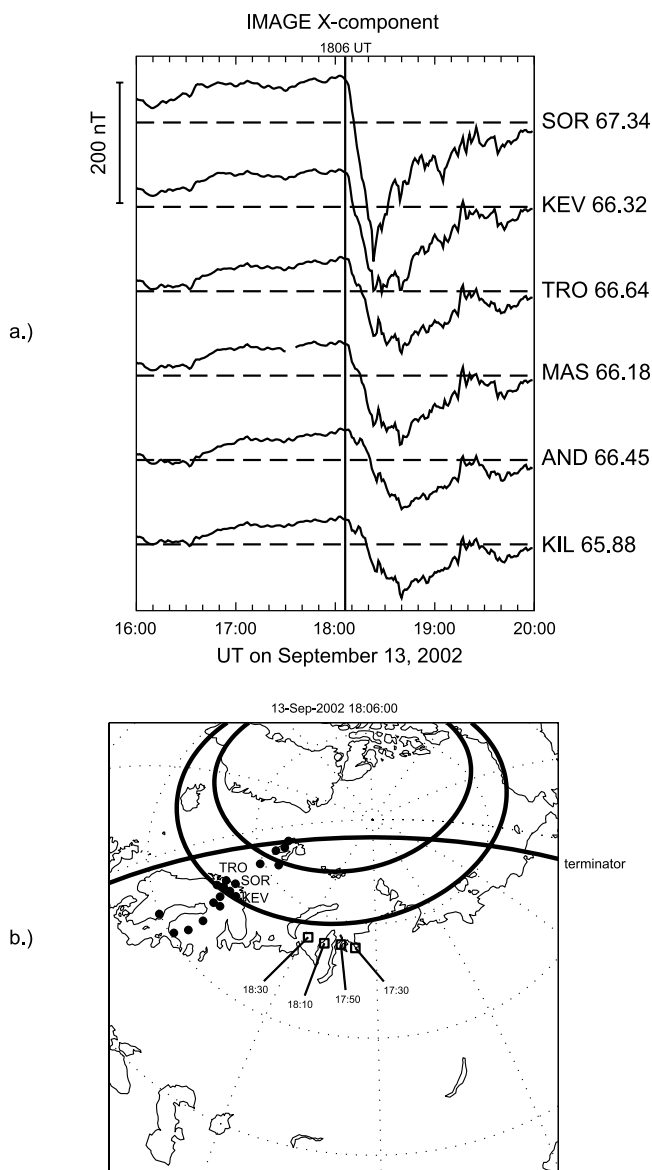 IMAGE X-component
1806 UT
200 nT
SOR 67.34
KEV 66.32
TRO 66.64
MAS 66.18
AND 66.45
KIL 65.88
a.)
16:00 17:00 18:00 19:00 20:00
UT on September 13, 2002
13-Sep-2002 18:06:00
terminator
TRO
SOR
KEV
b.)
18:30
18:10
17:50
17:30